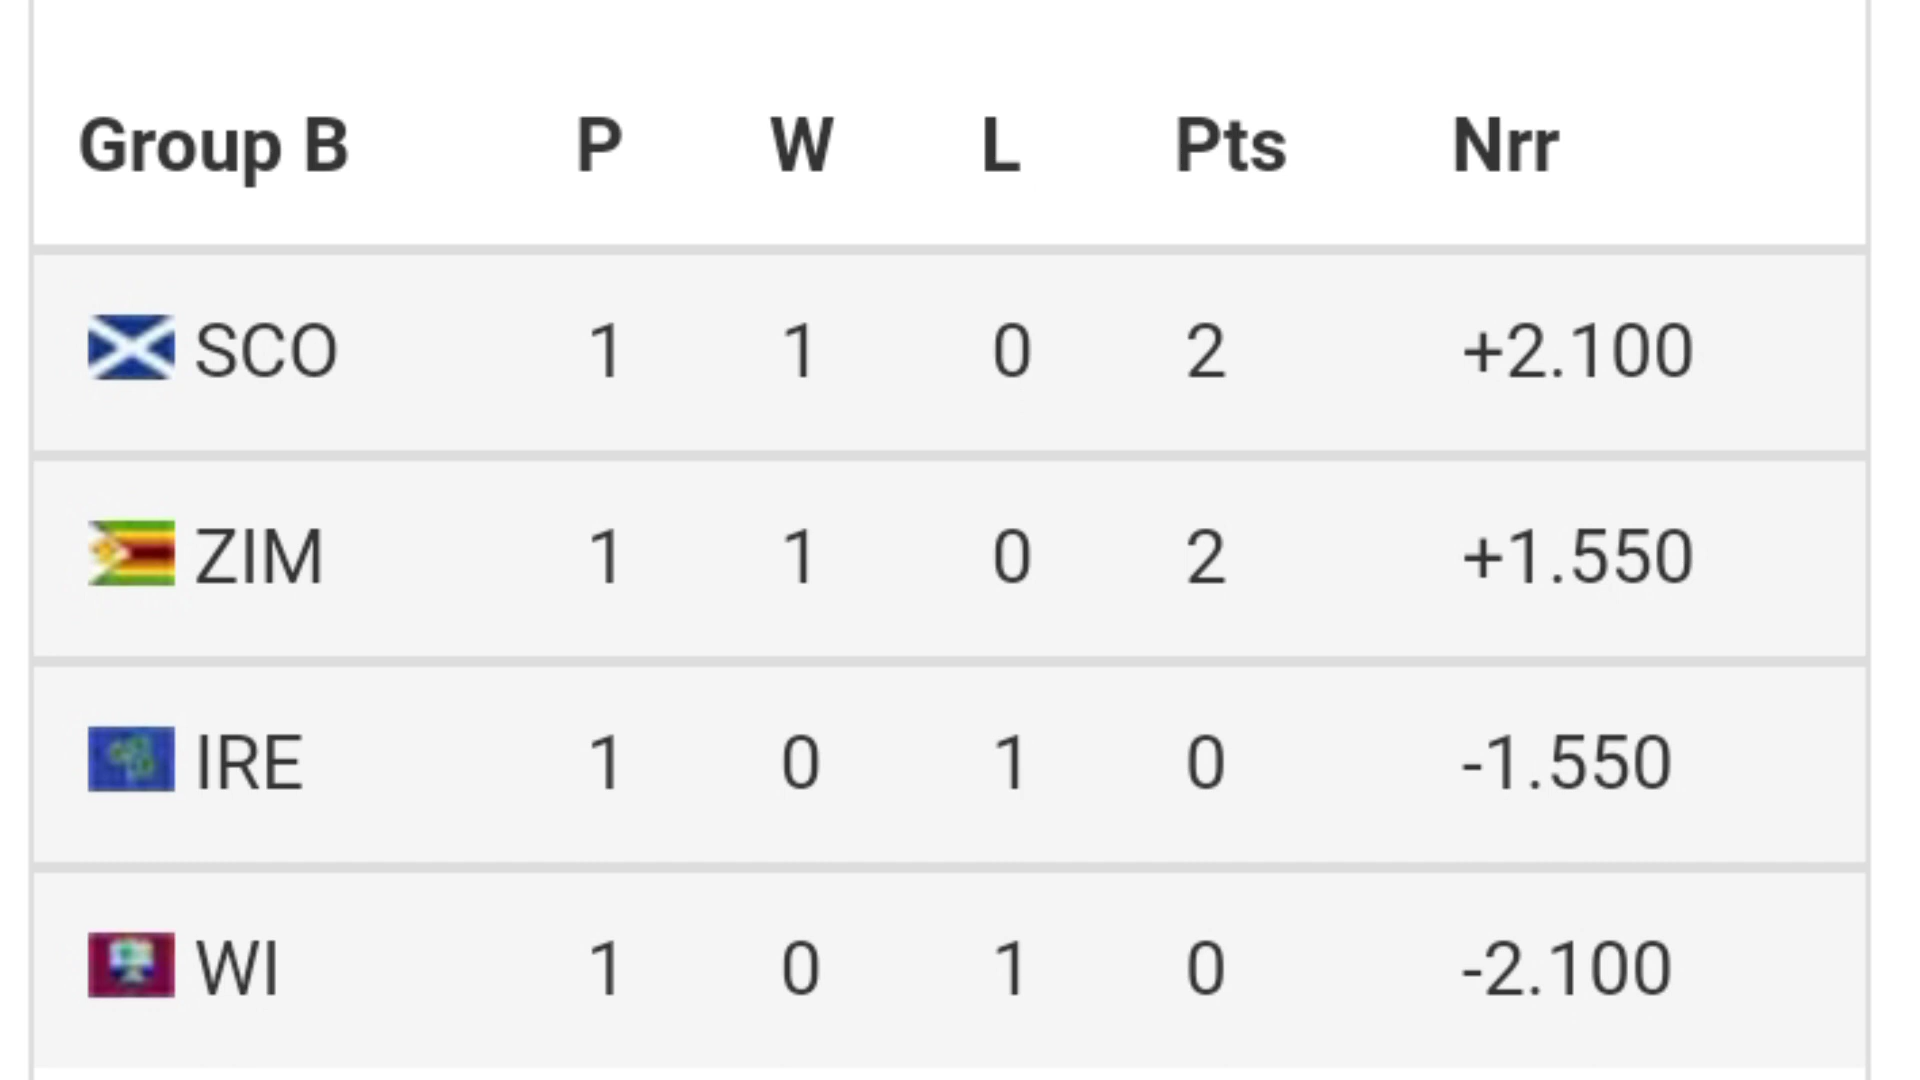 Group B P W L Pts Nrr
SCO 1 1 0 2 +2.100
ZIM 1 1 0 2 +1.550
IRE 1 0 1 0 -1.550
WI 1 0 1 0 -2.100